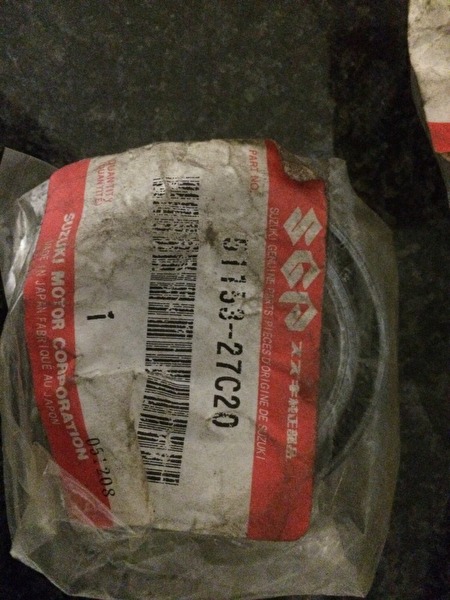 SGP スズキ純正部品
SUZUKI GENUINE PARTS PIECES D'ORIGINE DE SUZUKI
PART NO.
51153-27C20
QUANTITY
QUANTITE
1
SUZUKI MOTOR CORPORATION
MADE IN JAPAN FABRIQUE AU JAPON